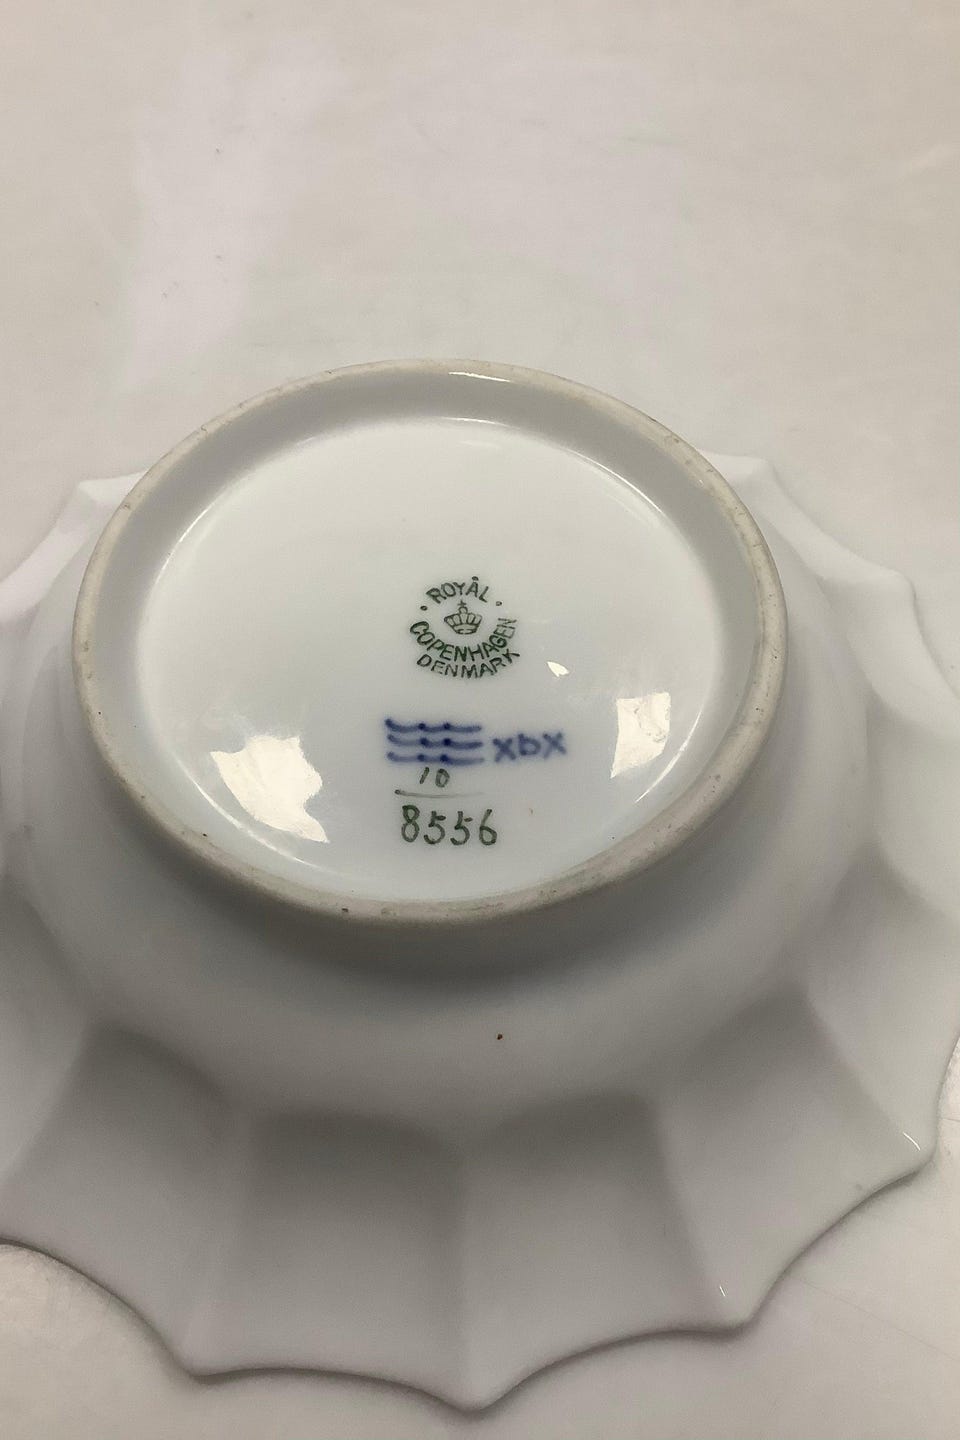 ROYAL
COPENHAGEN
DENMARK
xbx
10
8556